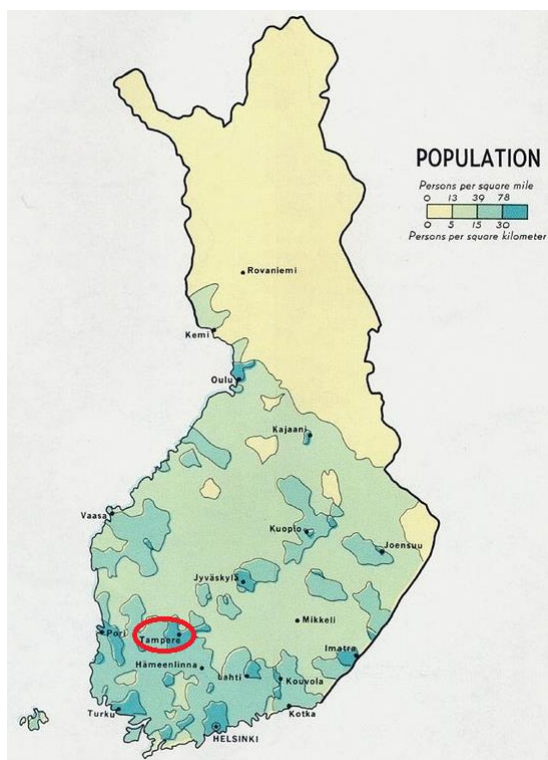 POPULATION
Persons per square mile
0 13 39 78
0 5 15 30
Persons per square kilometer
Rovaniemi
Kemi
Oulu
Kajaani
Vaasa
Kuopio
Joensuu
Jyväskylä
Mikkeli
Pori
Tampere
Imatra
Hämeenlinna
Lahti
Kouvola
Turku
Kotka
HELSINKI